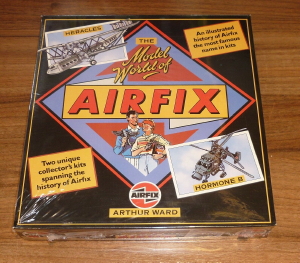 HERACLES
THE
Model
World of
AIRFIX
An illustrated
history of Airfix
the most famous
name in kits
Two unique
collector's kits
spanning the
history of Airfix
HORMONE B
AIRFIX
ARTHUR WARD